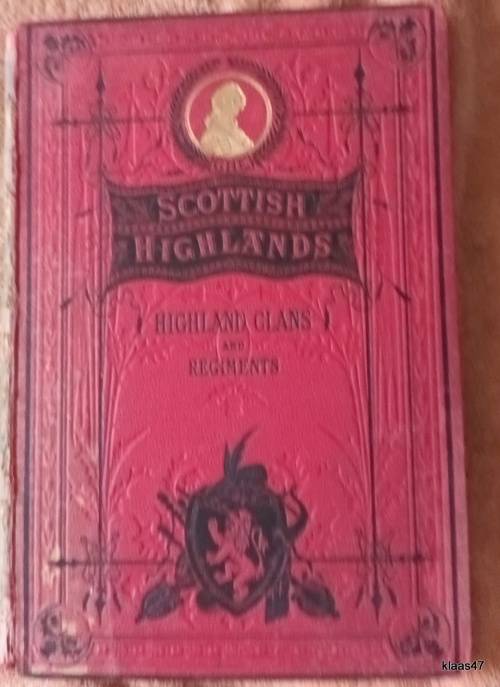 SCOTTISH
HIGHLANDS
HIGHLAND CLANS
AND
REGIMENTS
klaas47